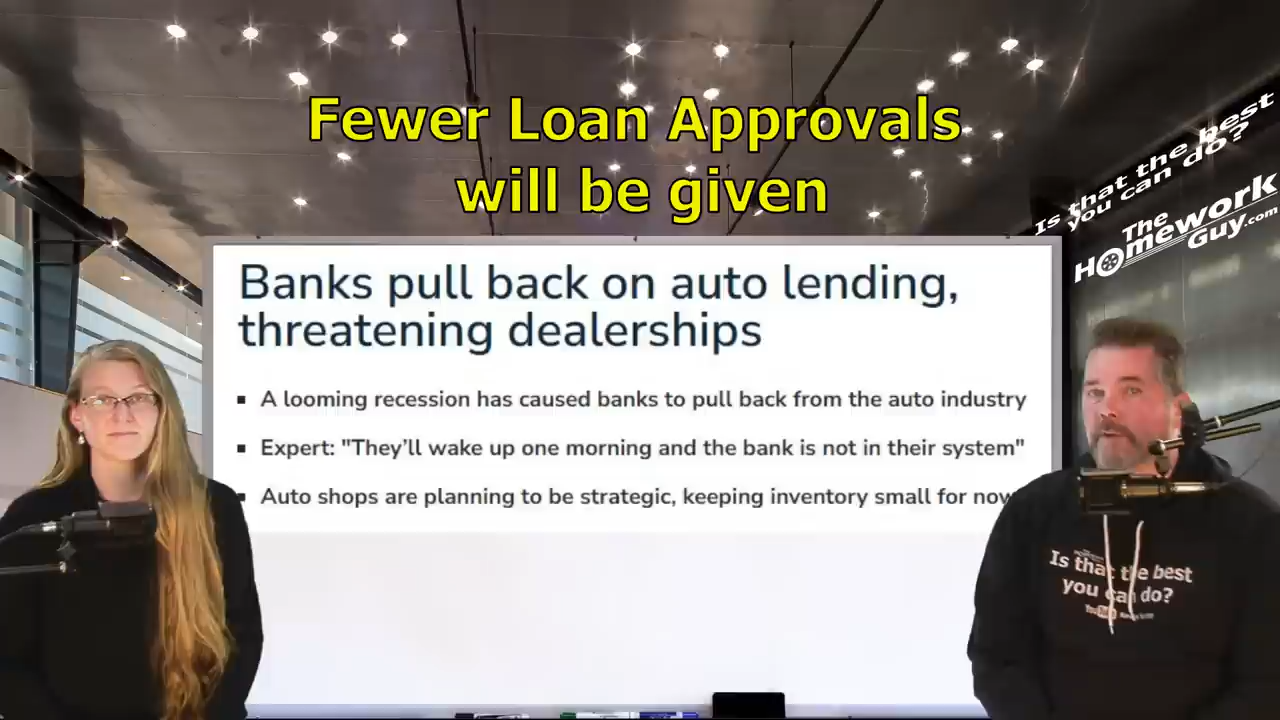 Fewer Loan Approvals
will be given
Is that the best
you can do?
The
Homework
Guy.com
Banks pull back on auto lending,
threatening dealerships
▪ A looming recession has caused banks to pull back from the auto industry
▪ Expert: "They'll wake up one morning and the bank is not in their system"
▪ Auto shops are planning to be strategic, keeping inventory small for now
Is that the best
you can do?
YouTube